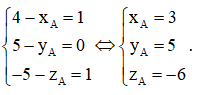 4 - x_A = 1 ⇔ x_A = 3
5 - y_A = 0 ⇔ y_A = 5 .
-5 - z_A = 1 ⇔ z_A = -6